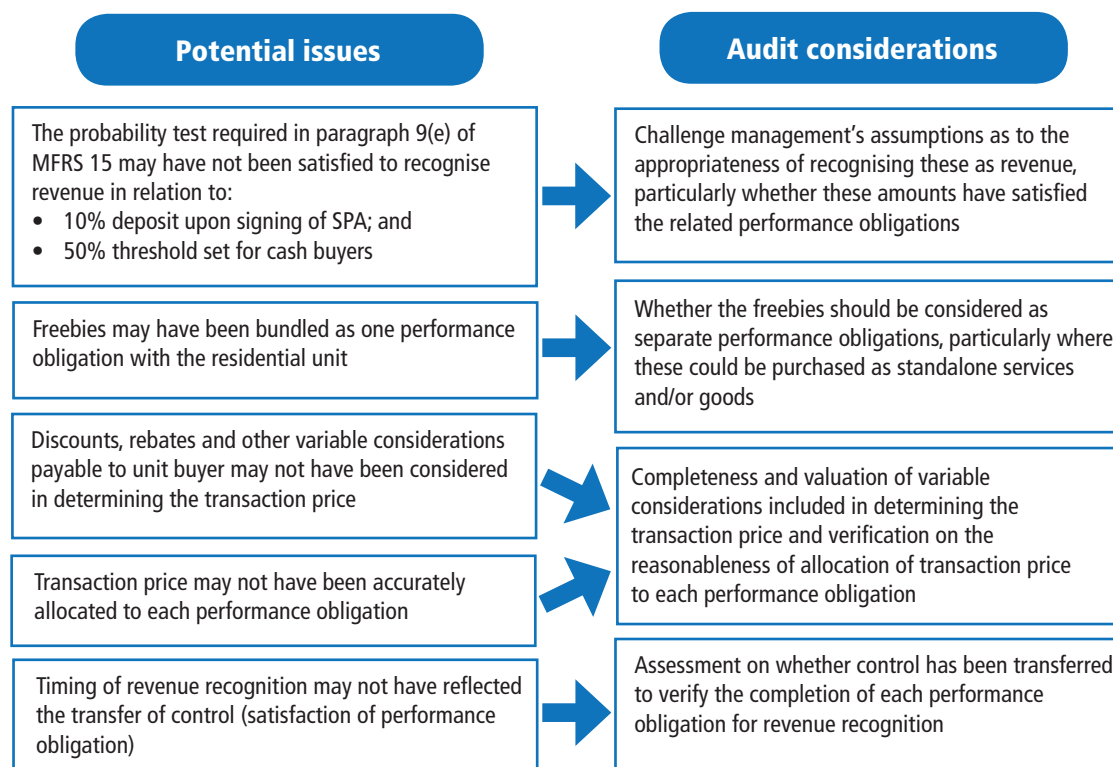 Potential issues
Audit considerations
The probability test required in paragraph 9(e) of
MFRS 15 may have not been satisfied to recognise
revenue in relation to:
• 10% deposit upon signing of SPA; and
• 50% threshold set for cash buyers
Challenge management’s assumptions as to the
appropriateness of recognising these as revenue,
particularly whether these amounts have satisfied
the related performance obligations
Freebies may have been bundled as one performance
obligation with the residential unit
Whether the freebies should be considered as
separate performance obligations, particularly where
these could be purchased as standalone services
and/or goods
Discounts, rebates and other variable considerations
payable to unit buyer may not have been considered
in determining the transaction price
Transaction price may not have been accurately
allocated to each performance obligation
Completeness and valuation of variable
considerations included in determining the
transaction price and verification on the
reasonableness of allocation of transaction price
to each performance obligation
Timing of revenue recognition may not have reflected
the transfer of control (satisfaction of performance
obligation)
Assessment on whether control has been transferred
to verify the completion of each performance
obligation for revenue recognition